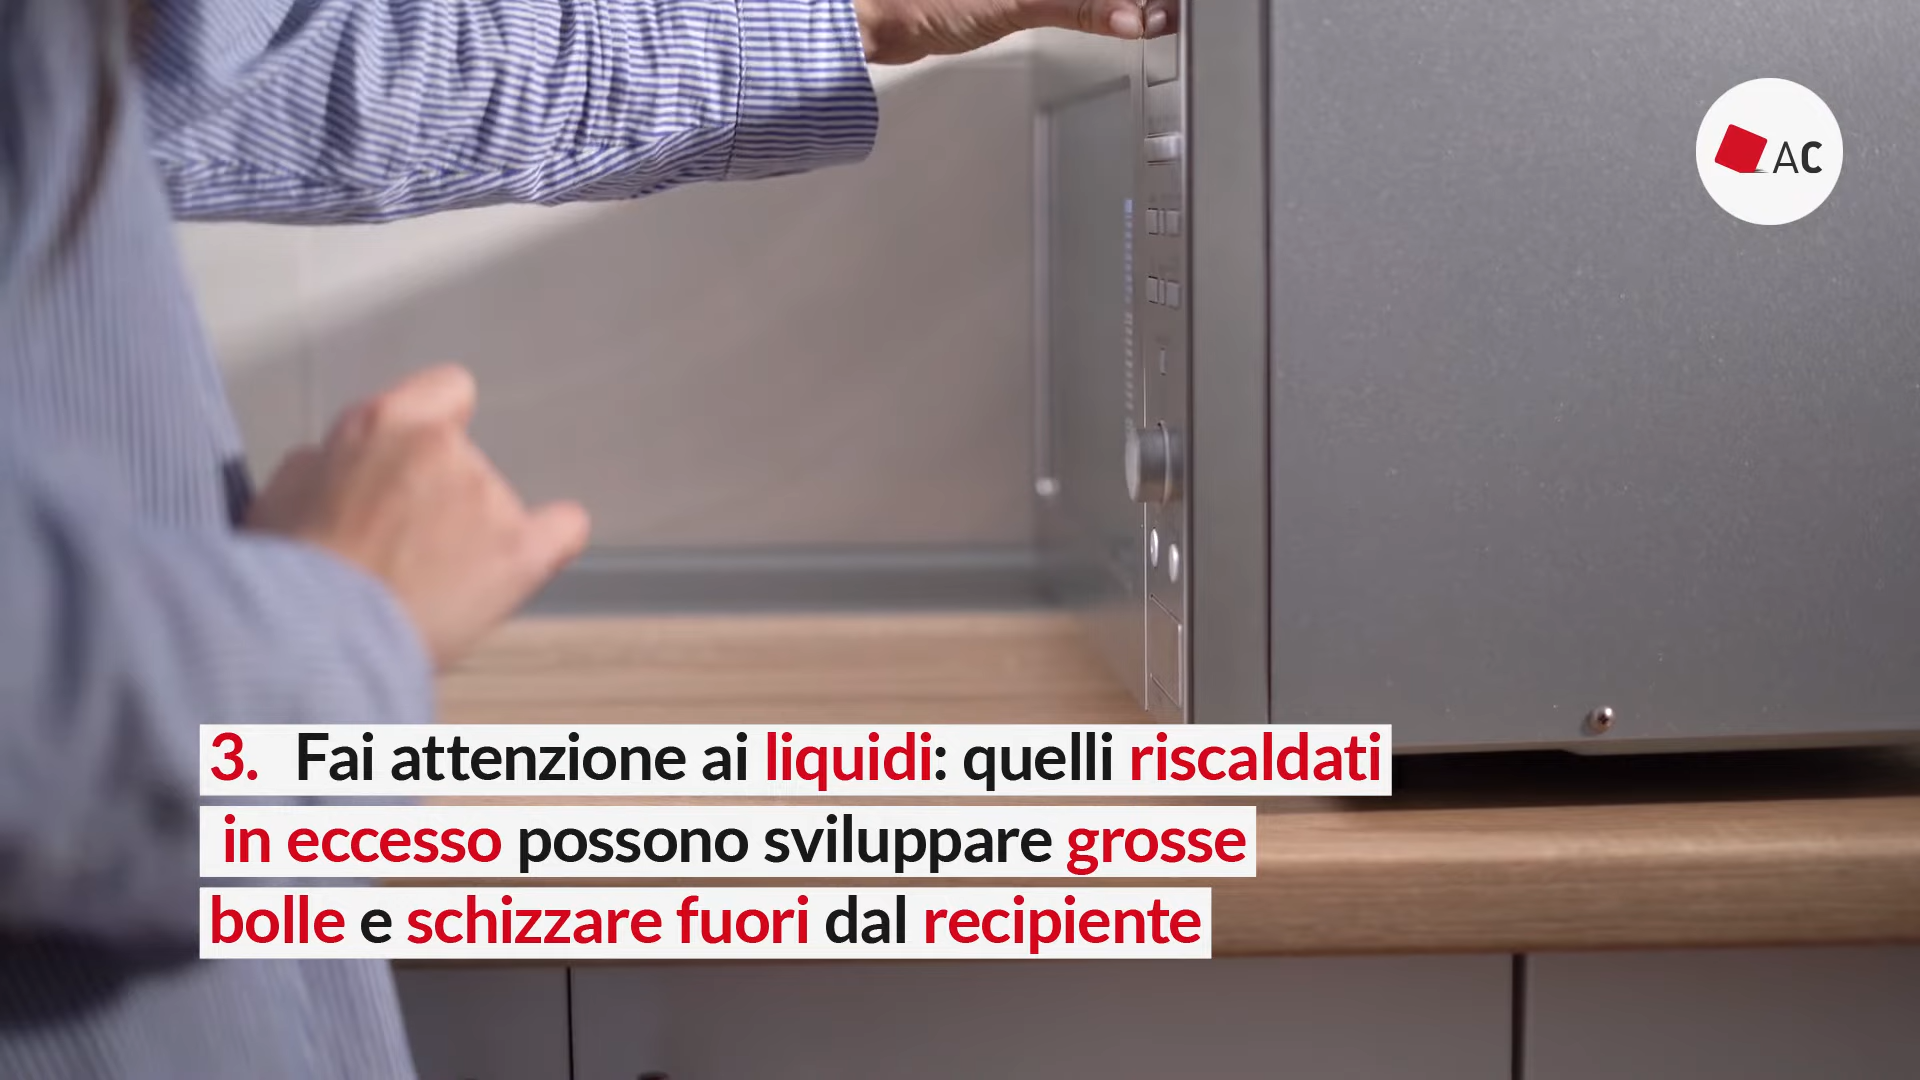 AC
3. Fai attenzione ai liquidi: quelli riscaldati
in eccesso possono sviluppare grosse
bolle e schizzare fuori dal recipiente